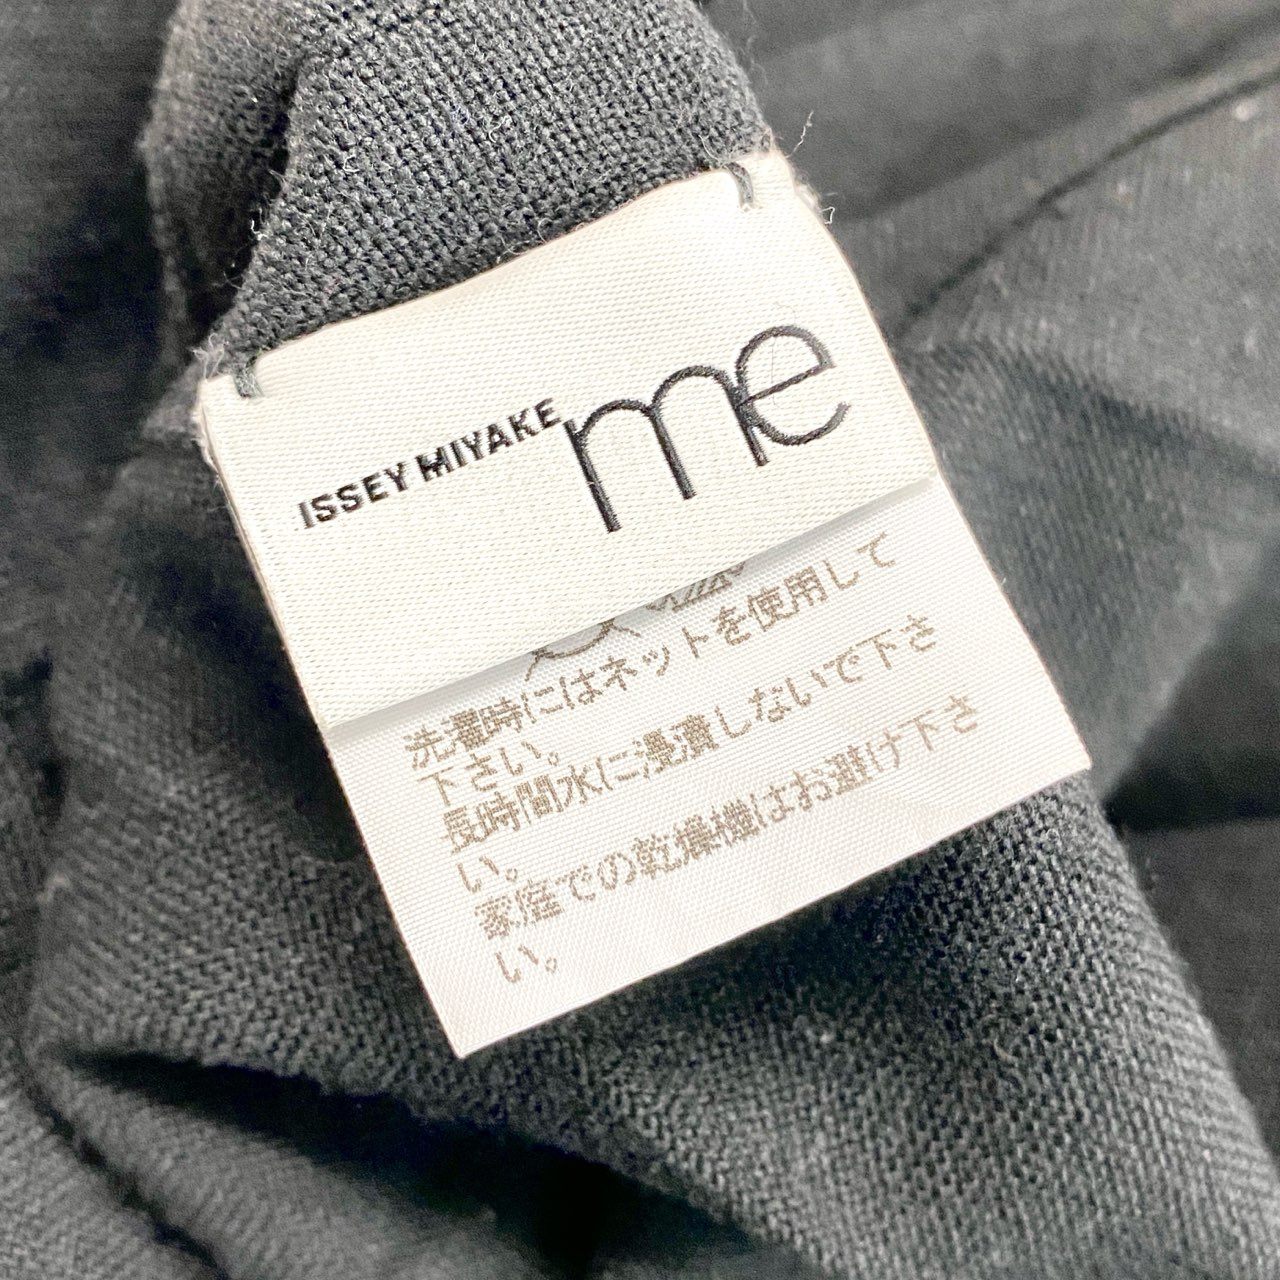 ISSEY MIYAKE me
洗濯時にはネットを使用して
下さい。
長時間水に浸漬しないで下さ
い。
家庭での乾燥機はお避け下さ
い。